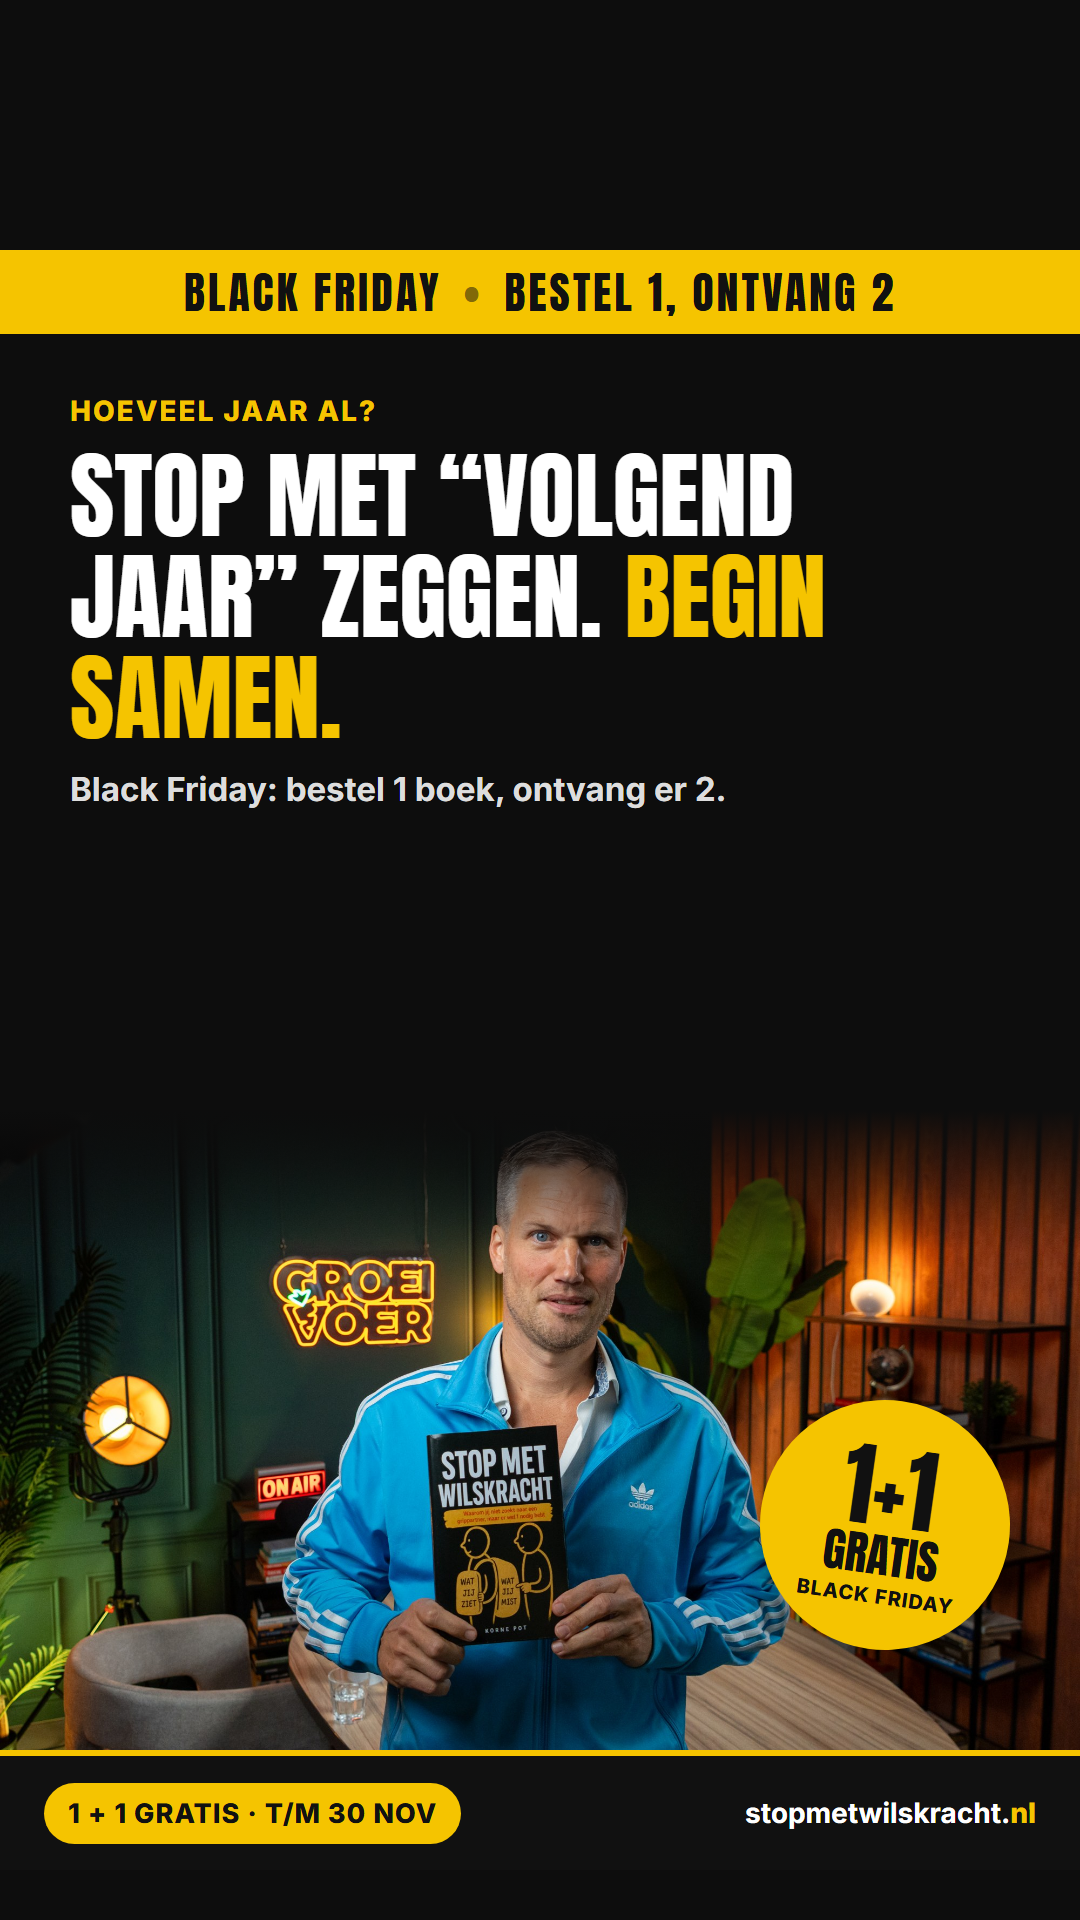 BLACK FRIDAY • BESTEL 1, ONTVANG 2
HOEVEEL JAAR AL?
STOP MET “VOLGEND
JAAR” ZEGGEN. BEGIN
SAMEN.
Black Friday: bestel 1 boek, ontvang er 2.
GROEI
VOER
ON AIR
STOP MET
WILSKRACHT
WAT
JIJ
ZIET
WAT
JIJ
MIST
KORNE POT
adidas
1+1
GRATIS
BLACK FRIDAY
1 + 1 GRATIS · T/M 30 NOV
stopmetwilskracht.nl